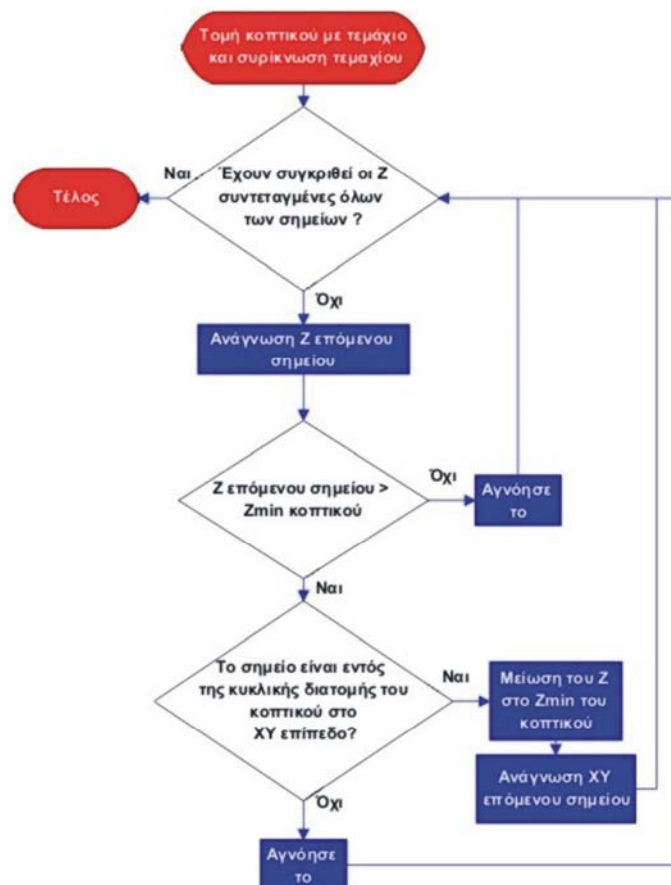 Τομή κοπτικού με τεμάχιο
και συρίκνωση τεμαχίου
Ναι
Έχουν συγκριθεί οι Ζ
συντεταγμένες όλων
των σημείων ?
Τέλος
Όχι
Ανάγνωση Ζ επόμενου
σημείου
Ζ επόμενου σημείου >
Zmin κοπτικού
Όχι
Αγνόησε
το
Ναι
Το σημείο είναι εντός
της κυκλικής διατομής του
κοπτικού στο
ΧΥ επίπεδο?
Ναι
Μείωση του Ζ
στο Zmin του
κοπτικού
Ανάγνωση ΧΥ
επόμενου σημείου
Όχι
Αγνόησε
το